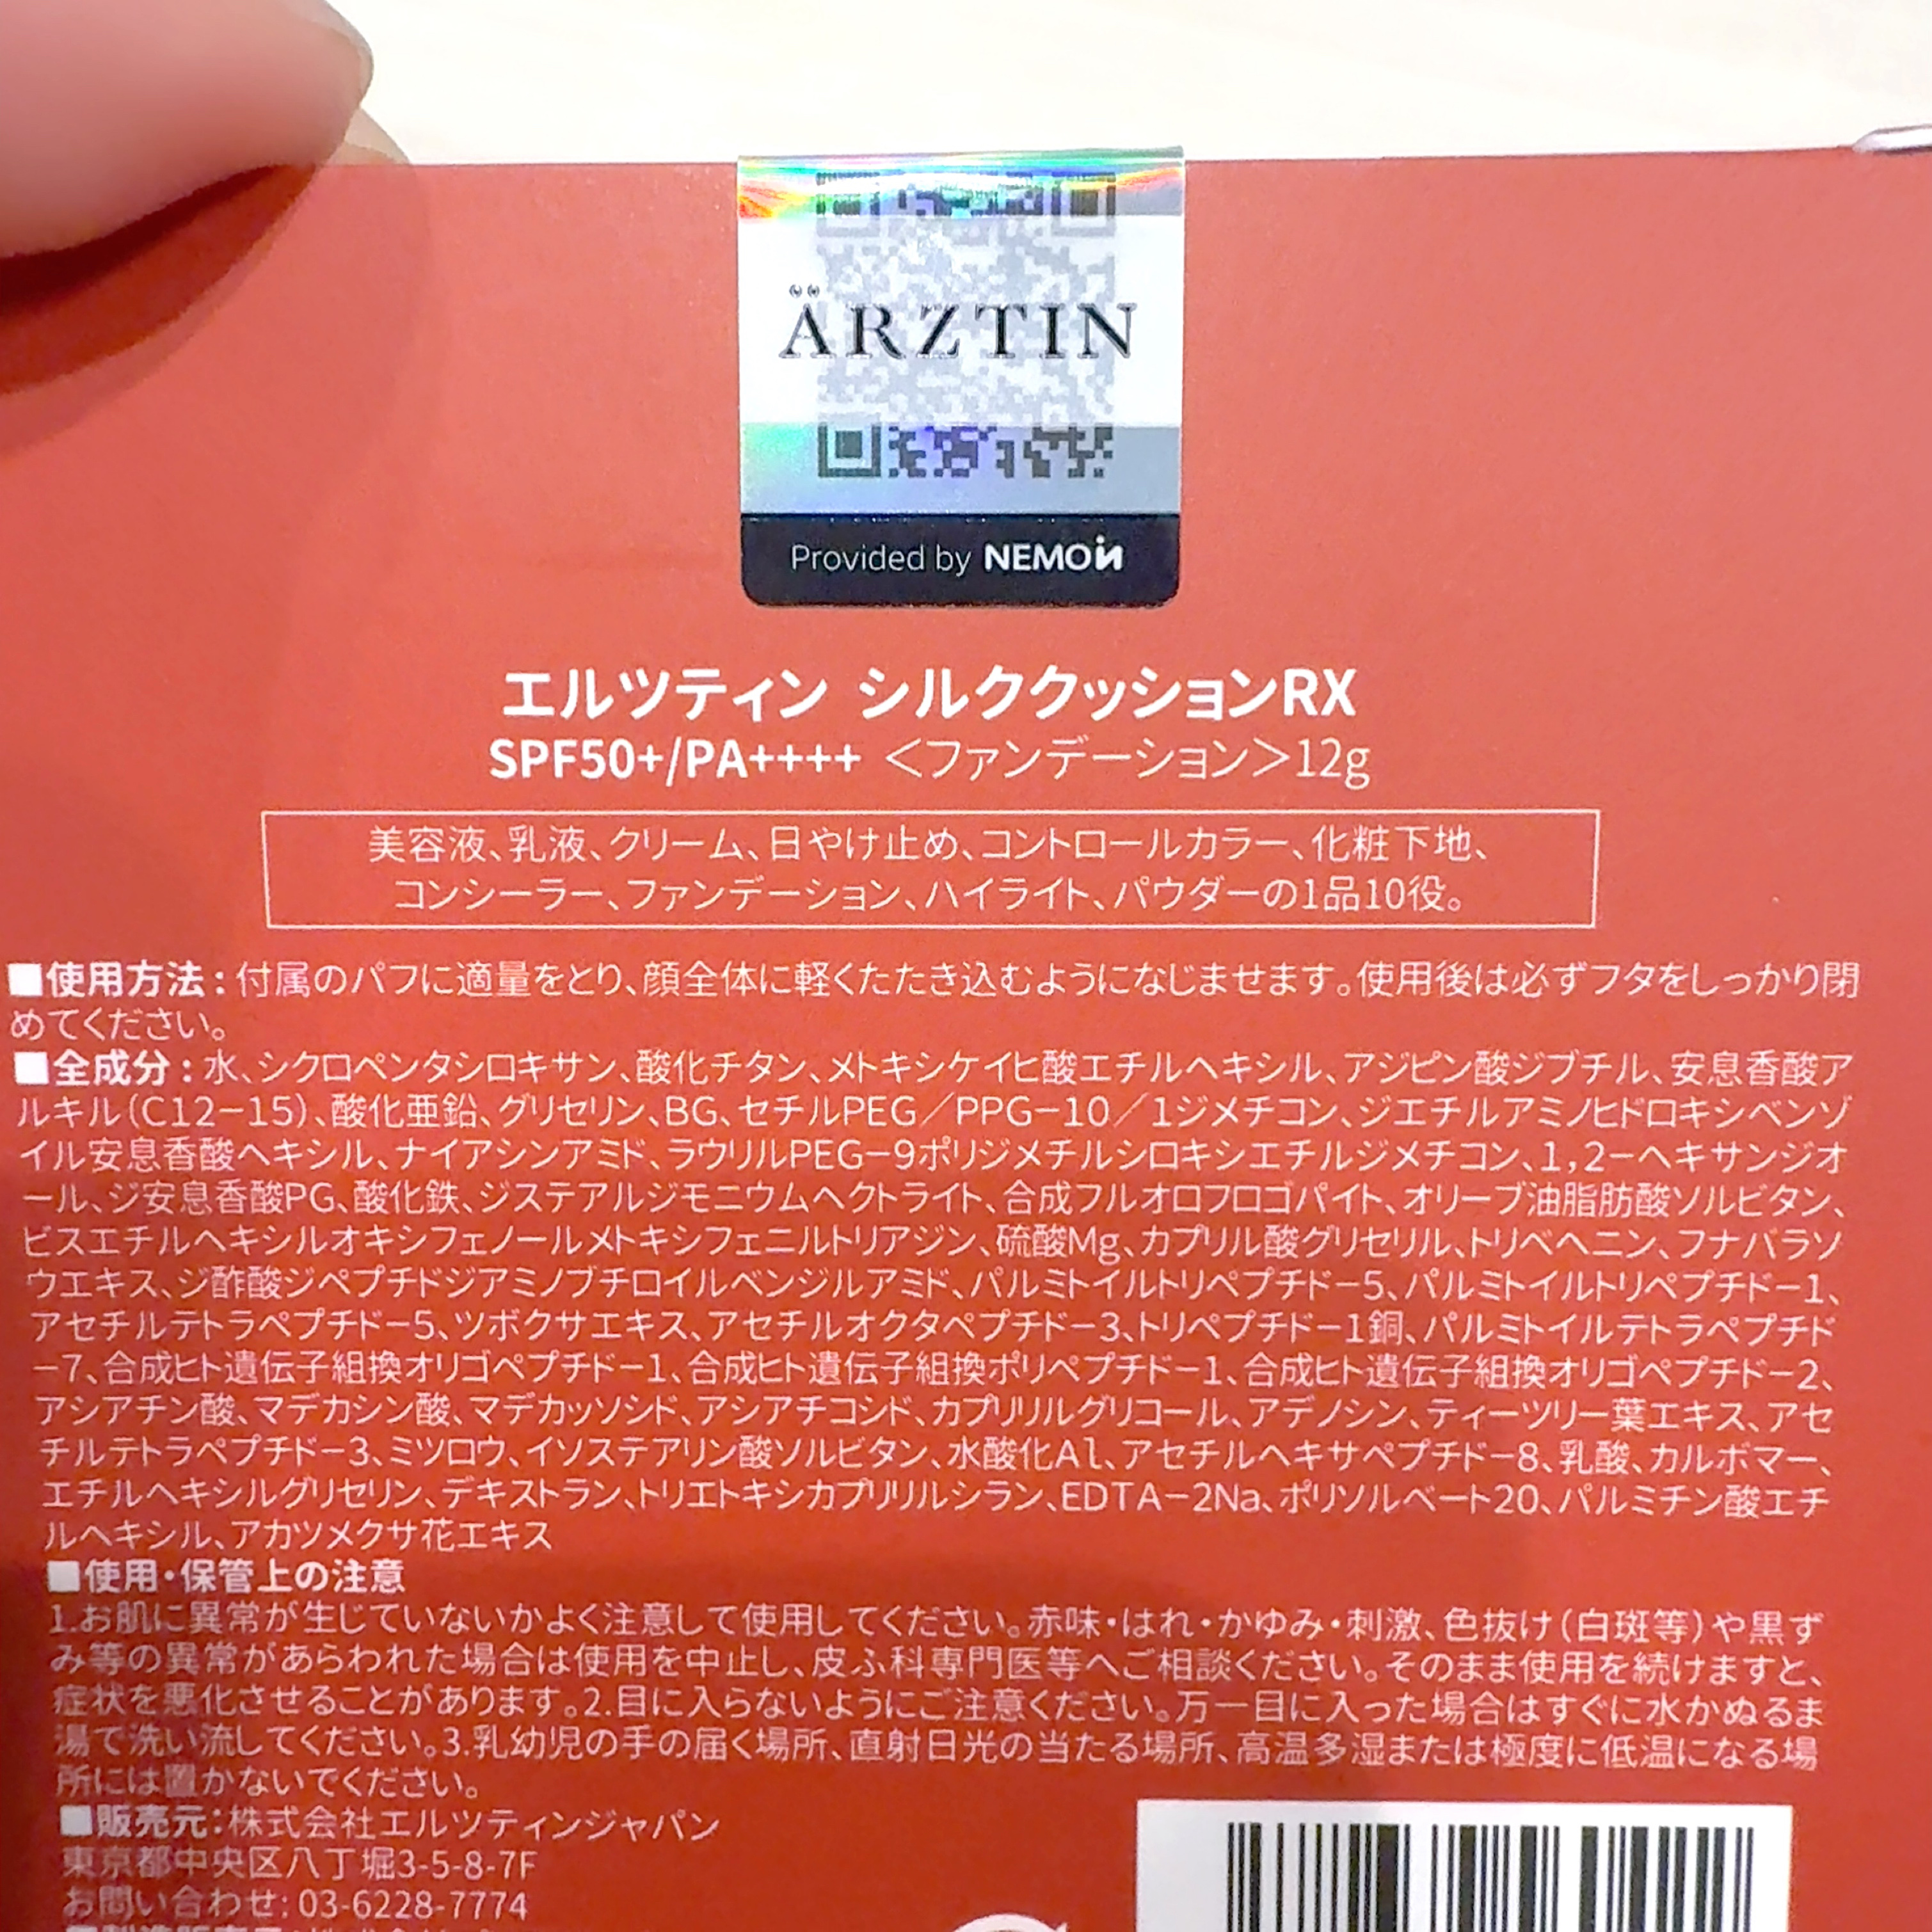 ÄRZTIN
Provided by NEMOiN
エルツティン シルククッションRX
SPF50+/PA++++ ＜ファンデーション＞12g
美容液、乳液、クリーム、日やけ止め、コントロールカラー、化粧下地、
コンシーラー、ファンデーション、ハイライト、パウダーの1品10役。
■使用方法：付属のパフに適量をとり、顔全体に軽くたたき込むようになじませます。使用後は必ずフタをしっかり閉
めてください。
■全成分：水、シクロペンタシロキサン、酸化チタン、メトキシケイヒ酸エチルヘキシル、アジピン酸ジブチル、安息香酸ア
ルキル（C12−15）、酸化亜鉛、グリセリン、BG、セチルPEG／PPG−10／1ジメチコン、ジエチルアミノヒドロキシベンゾ
イル安息香酸ヘキシル、ナイアシンアミド、ラウリルPEG−9ポリジメチルシロキシエチルジメチコン、1,2−ヘキサンジオ
ール、ジ安息香酸PG、酸化鉄、ジステアルジモニウムヘクトライト、合成フルオロフロゴパイト、オリーブ油脂肪酸ソルビタン、
ビスエチルヘキシルオキシフェノールメトキシフェニルトリアジン、硫酸Mg、カプリル酸グリセリル、トリベヘニン、フナバラソ
ウエキス、ジ酢酸ジペプチドジアミノブチロイルベンジルアミド、パルミトイルトリペプチド−5、パルミトイルトリペプチド−1、
アセチルテトラペプチド−5、ツボクサエキス、アセチルオクタペプチド−3、トリペプチド−1銅、パルミトイルテトラペプチド
−7、合成ヒト遺伝子組換オリゴペプチド−1、合成ヒト遺伝子組換ポリペプチド−1、合成ヒト遺伝子組換オリゴペプチド−2、
アシアチン酸、マデカシン酸、マデカッソシド、アシアチコシド、カプリリルグリコール、アデノシン、ティーツリー葉エキス、アセ
チルテトラペプチド−3、ミツロウ、イソステアリン酸ソルビタン、水酸化Al、アセチルヘキサペプチド−8、乳酸、カルボマー、
エチルヘキシルグリセリン、デキストラン、トリエトキシカプリリルシラン、EDTA−2Na、ポリソルベート20、パルミチン酸エチ
ルヘキシル、アカツメクサ花エキス
■使用・保管上の注意
1.お肌に異常が生じていないかよく注意して使用してください。赤味・はれ・かゆみ・刺激、色抜け（白斑等）や黒ず
み等の異常があらわれた場合は使用を中止し、皮ふ科専門医等へご相談ください。そのまま使用を続けますと、
症状を悪化させることがあります。2.目に入らないようにご注意ください。万一目に入った場合はすぐに水かぬるま
湯で洗い流してください。3.乳幼児の手の届く場所、直射日光の当たる場所、高温多湿または極度に低温になる場
所には置かないでください。
■販売元：株式会社エルツティンジャパン
東京都中央区八丁堀3-5-8-7F
お問い合わせ：03-6228-7774